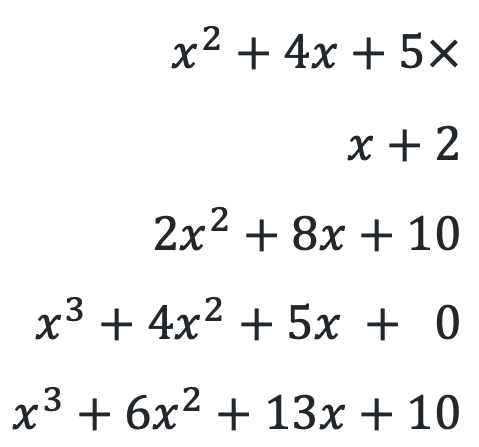 x² + 4x + 5×
x + 2
2x² + 8x + 10
x³ + 4x² + 5x + 0
x³ + 6x² + 13x + 10